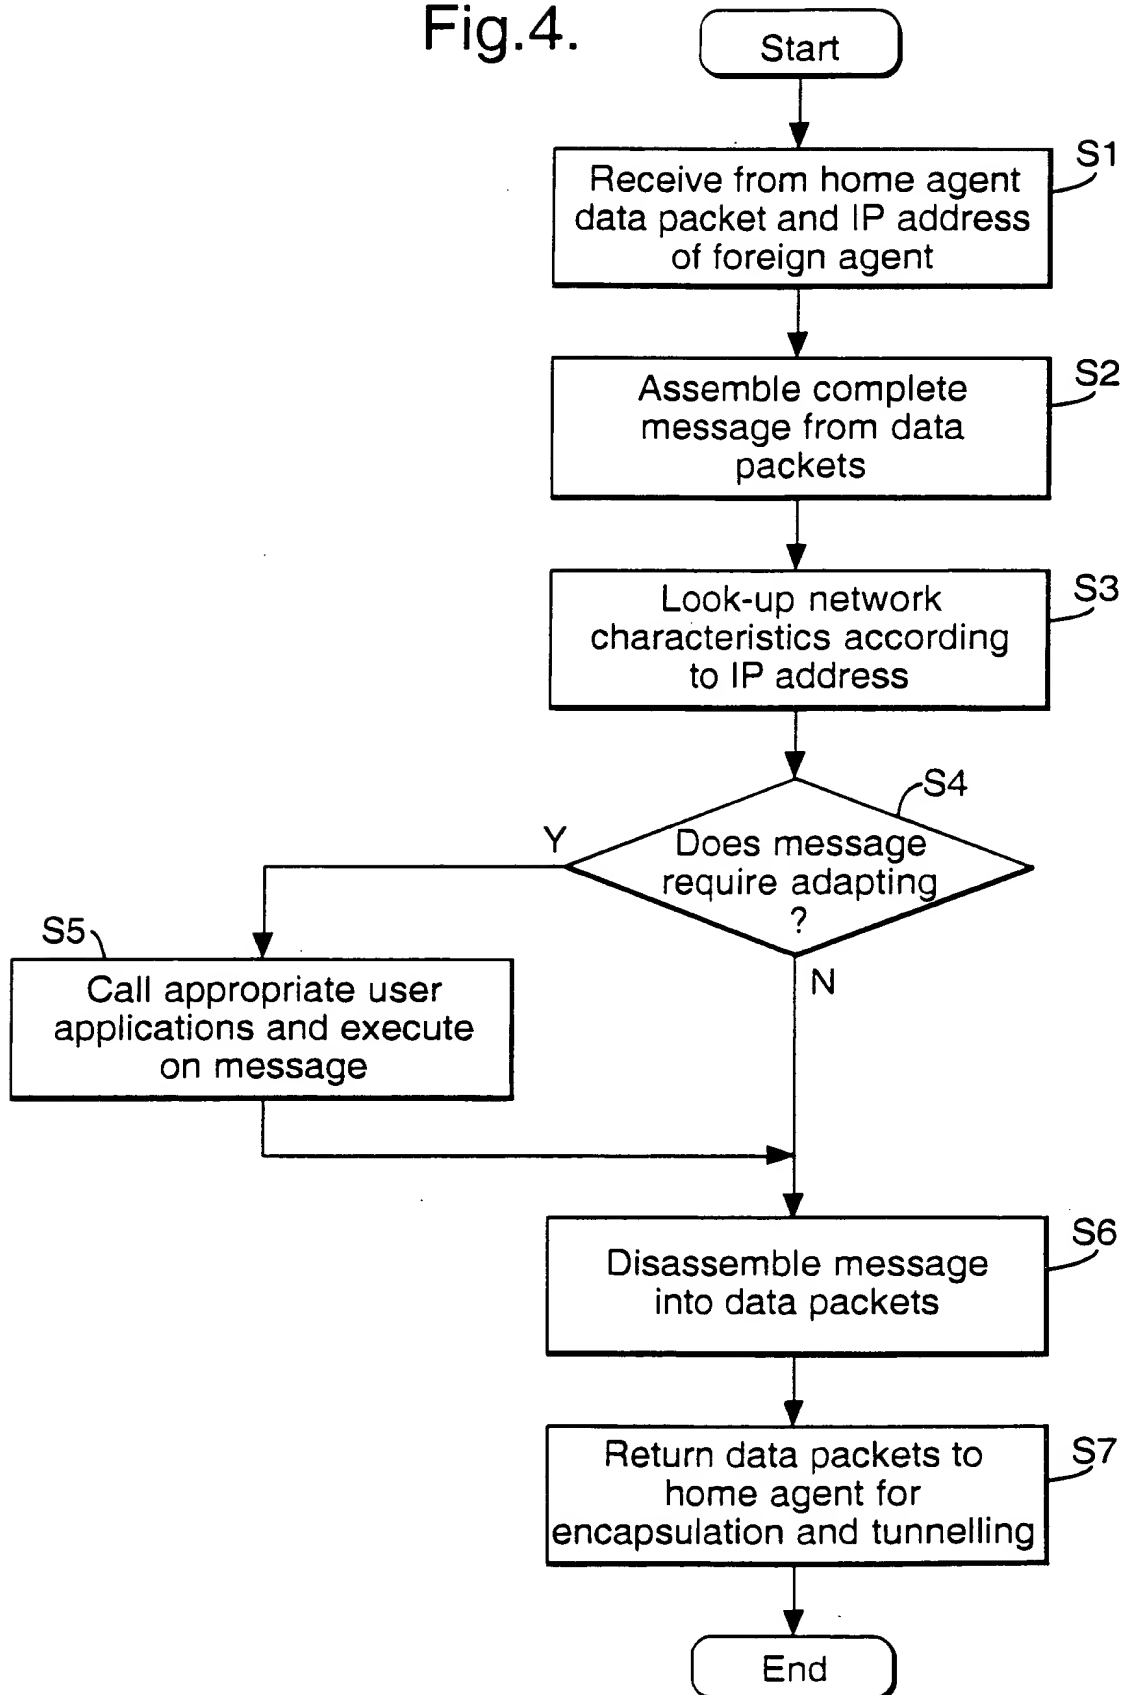 Fig.4.
Start
S1
Receive from home agent
data packet and IP address
of foreign agent
S2
Assemble complete
message from data
packets
S3
Look-up network
characteristics according
to IP address
S4
Does message
require adapting
?
Y
N
S5
Call appropriate user
applications and execute
on message
S6
Disassemble message
into data packets
S7
Return data packets to
home agent for
encapsulation and tunnelling
End